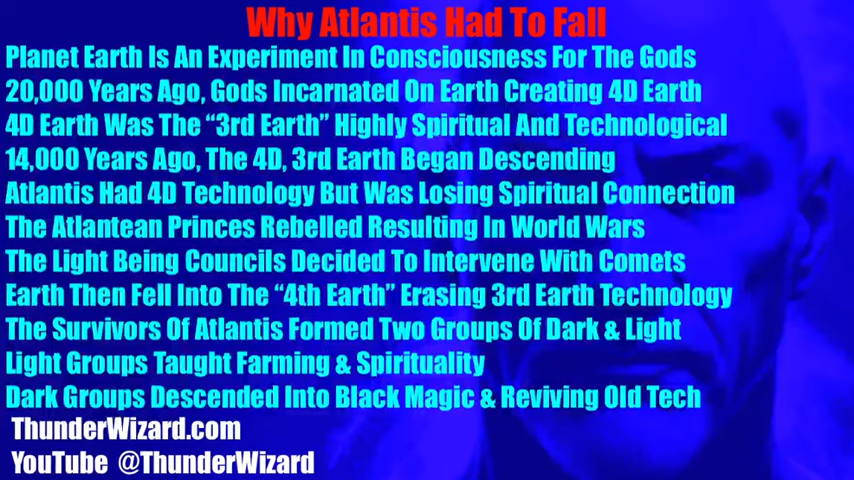 Why Atlantis Had To Fall
Planet Earth Is An Experiment In Consciousness For The Gods
20,000 Years Ago, Gods Incarnated On Earth Creating 4D Earth
4D Earth Was The “3rd Earth” Highly Spiritual And Technological
14,000 Years Ago, The 4D, 3rd Earth Began Descending
Atlantis Had 4D Technology But Was Losing Spiritual Connection
The Atlantean Princes Rebelled Resulting In World Wars
The Light Being Councils Decided To Intervene With Comets
Earth Then Fell Into The “4th Earth” Erasing 3rd Earth Technology
The Survivors Of Atlantis Formed Two Groups Of Dark & Light
Light Groups Taught Farming & Spirituality
Dark Groups Descended Into Black Magic & Reviving Old Tech
ThunderWizard.com
YouTube @ThunderWizard